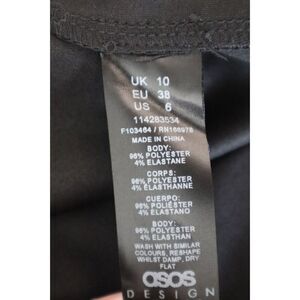 UK 10
EU 38
US 6
114283534
F103464 / RN166978
MADE IN CHINA
BODY:
96% POLYESTER
4% ELASTANE
CORPS:
96% POLYESTER
4% ELASTHANNE
CUERPO:
96% POLIÉSTER
4% ELASTANO
BODY:
96% POLYESTER
4% ELASTHAN
WASH WITH SIMILAR
COLOURS, RESHAPE
WHILST DAMP, DRY
FLAT
asos
DESIGN